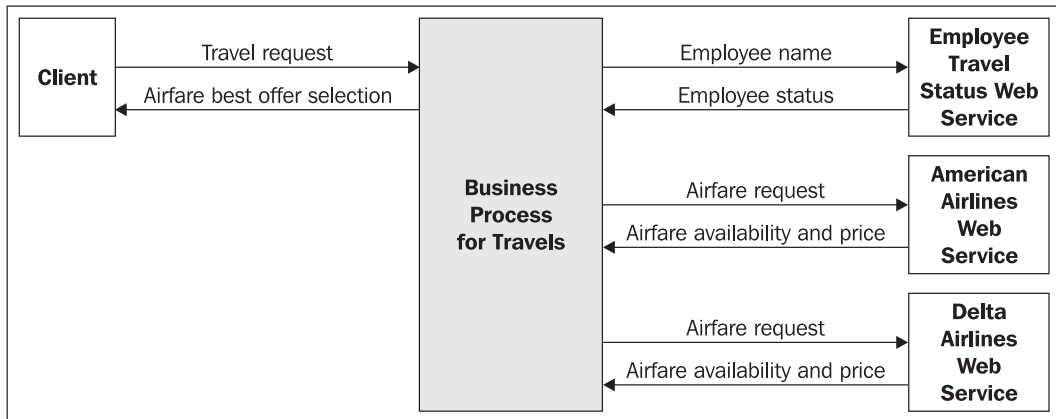 Client
Travel request
Airfare best offer selection
Business
Process
for Travels
Employee name
Employee status
Employee
Travel
Status Web
Service
Airfare request
Airfare availability and price
American
Airlines
Web
Service
Airfare request
Airfare availability and price
Delta
Airlines
Web
Service